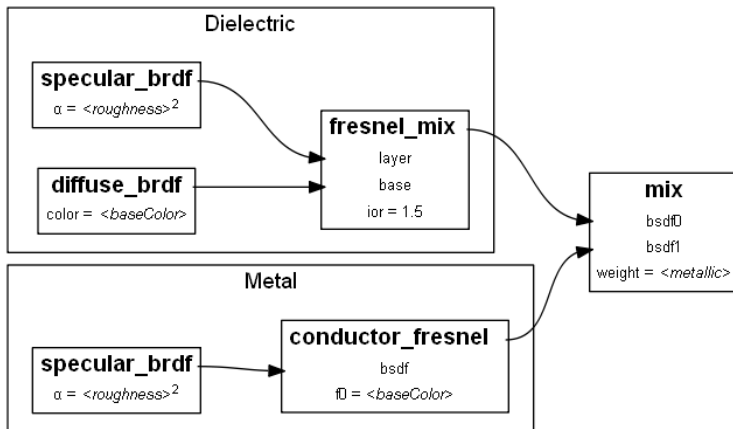 Dielectric
specular_brdf
α = <roughness>²
diffuse_brdf
color = <baseColor>
fresnel_mix
layer
base
ior = 1.5
mix
bsdf0
bsdf1
weight = <metallic>
Metal
specular_brdf
α = <roughness>²
conductor_fresnel
bsdf
f0 = <baseColor>